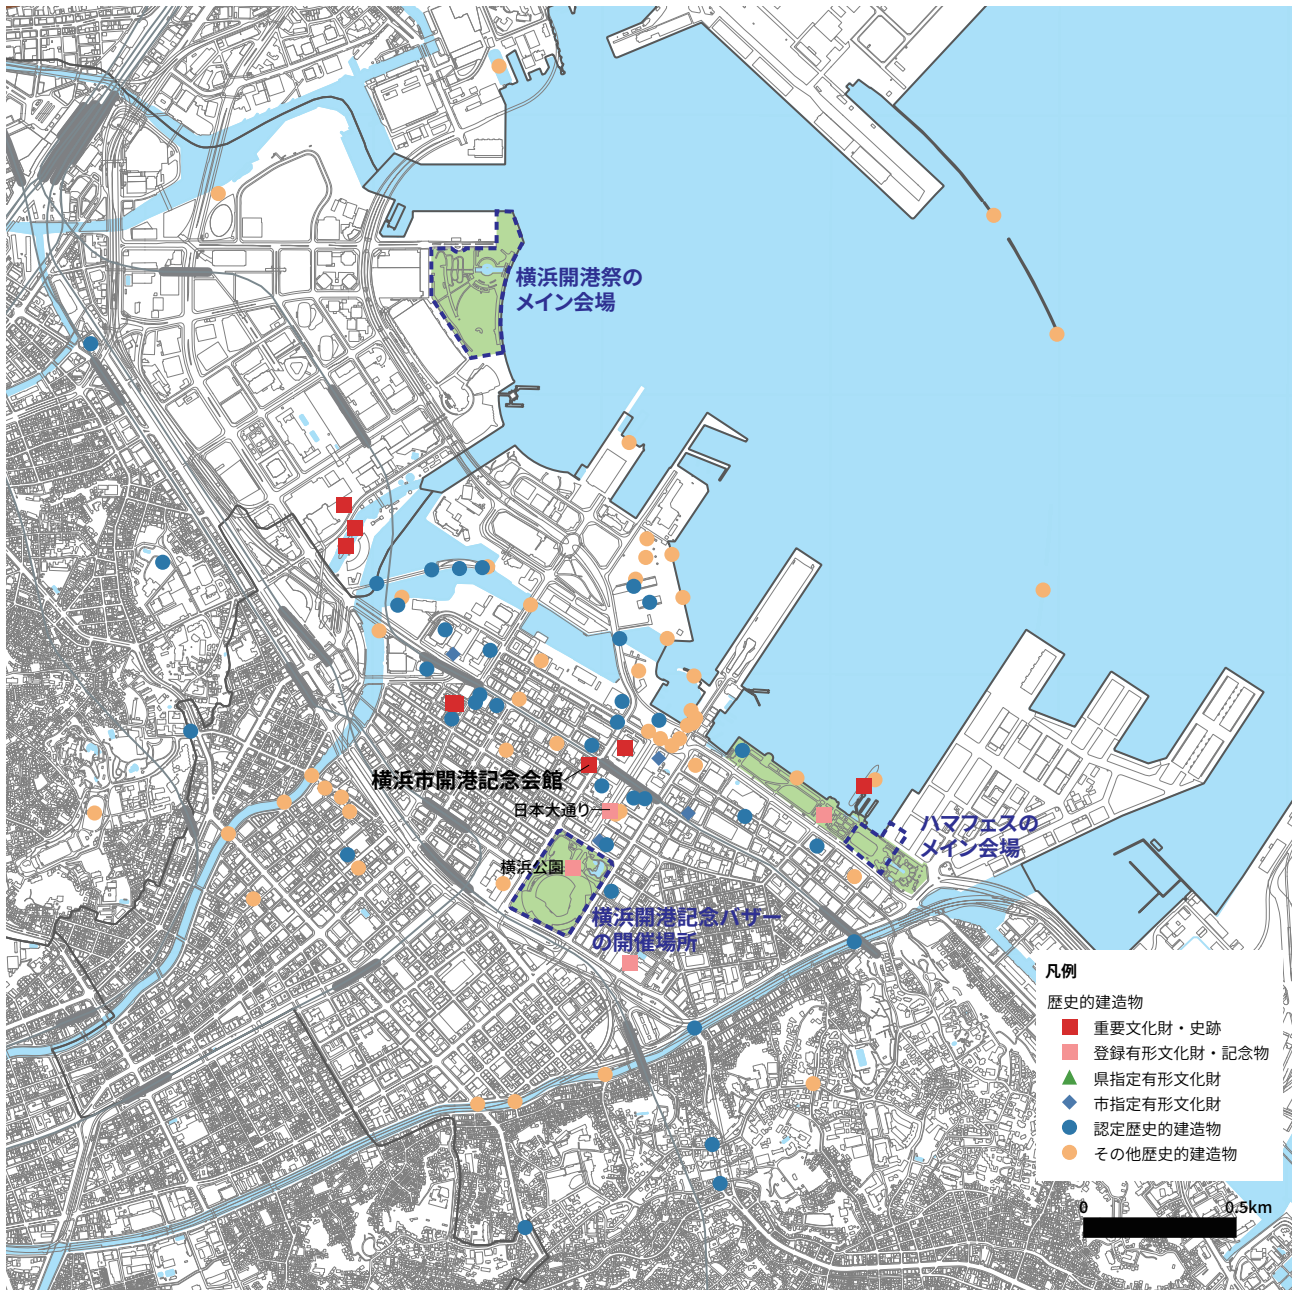 横浜開港祭の
メイン会場
横浜市開港記念会館
日本大通り
横浜公園
ハマフェスの
メイン会場
横浜開港記念バザー
の開催場所
凡例
歴史的建造物
重要文化財・史跡
登録有形文化財・記念物
県指定有形文化財
市指定有形文化財
認定歴史的建造物
その他歴史的建造物
0 0.5km